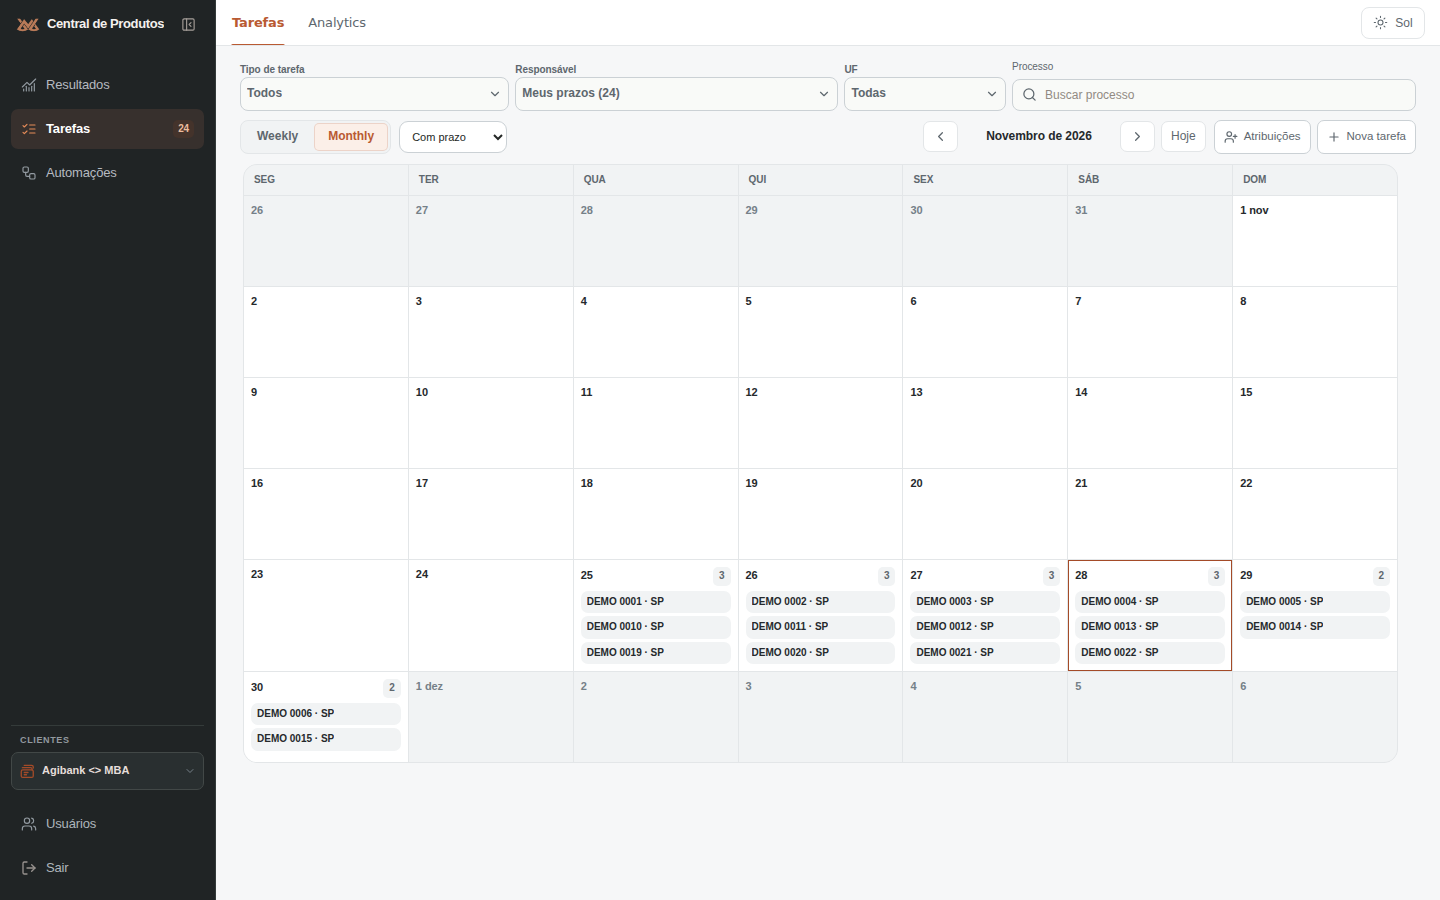 Central de Produtos
Resultados
Tarefas 24
Automações
CLIENTES
Agibank <> MBA
Usuários
Sair
Tarefas Analytics Sol
Tipo de tarefa Responsável UF Processo
Todos Meus prazos (24) Todas Buscar processo
Weekly Monthly Com prazo Novembro de 2026 Hoje Atribuições Nova tarefa
SEG TER QUA QUI SEX SÁB DOM
26 27 28 29 30 31 1 nov
2 3 4 5 6 7 8
9 10 11 12 13 14 15
16 17 18 19 20 21 22
23 24 25 3 26 3 27 3 28 3 29 2
DEMO 0001 · SP DEMO 0002 · SP DEMO 0003 · SP DEMO 0004 · SP DEMO 0005 · SP
DEMO 0010 · SP DEMO 0011 · SP DEMO 0012 · SP DEMO 0013 · SP DEMO 0014 · SP
DEMO 0019 · SP DEMO 0020 · SP DEMO 0021 · SP DEMO 0022 · SP
30 2 1 dez 2 3 4 5 6
DEMO 0006 · SP
DEMO 0015 · SP